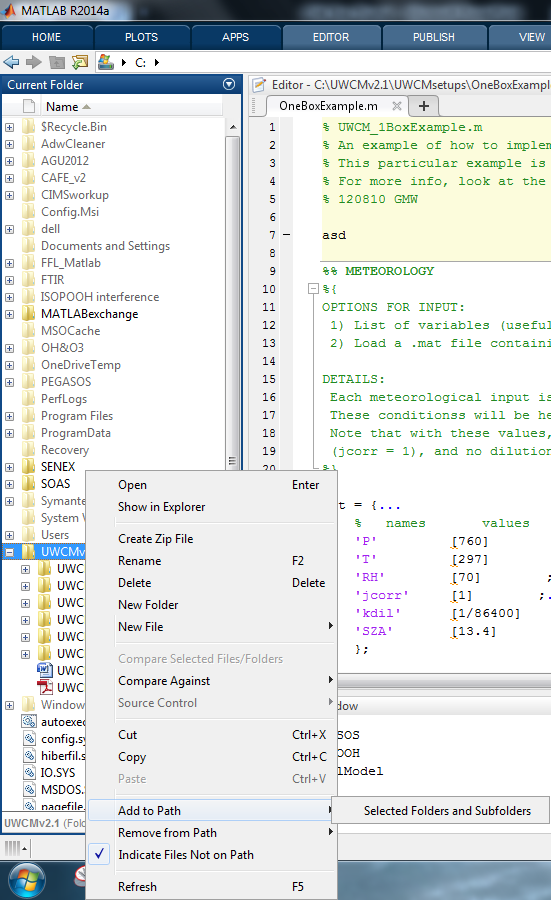 MATLAB R2014a
HOME PLOTS APPS EDITOR PUBLISH VIEW
C:
Current Folder
Name
$Recycle.Bin
AdwCleaner
AGU2012
CAFE_v2
CIMSworkup
Config.Msi
dell
Documents and Settings
FFL_Matlab
FTIR
ISOPOOH interference
MATLABexchange
MSOCache
OH&O3
OneDriveTemp
PEGASOS
PerfLogs
Program Files
ProgramData
Recovery
SENEX
SOAS
Symante
System V
Users
UWCMv
UWC
UWC
UWC
UWC
UWC
UWC
UWC
UWC
Window
autoexec
config.sy
hiberfil.s
IO.SYS
MSDOS.
pagefile.
UWCMv2.1 (Fold
Editor - C:\UWCMv2.1\UWCMsetups\OneBoxExamp
OneBoxExample.m
1 % UWCM_1BoxExample.m
2 % An example of how to implem
3 % This particular example is
4 % For more info, look at the
5 % 120810 GMW
6
7 asd
8
9 %% METEOROLOGY
10 %{
11 OPTIONS FOR INPUT:
12 1) List of variables (useful
13 2) Load a .mat file containi
14
15 DETAILS:
16 Each meteorological input is
17 These conditionss will be he
18 Note that with these values,
19 (jcorr = 1), and no dilution
20 %}
t = {...
% names values
'P' [760]
'T' [297]
'RH' [70] ;
'jcorr' [1] ;.
'kdil' [1/86400]
'SZA' [13.4]
};
dow
SOS
OOH
lModel
Open Enter
Show in Explorer
Create Zip File
Rename F2
Delete Delete
New Folder
New File
Compare Selected Files/Folders
Compare Against
Source Control
Cut Ctrl+X
Copy Ctrl+C
Paste Ctrl+V
Add to Path
Remove from Path
Indicate Files Not on Path
Refresh F5
Selected Folders and Subfolders